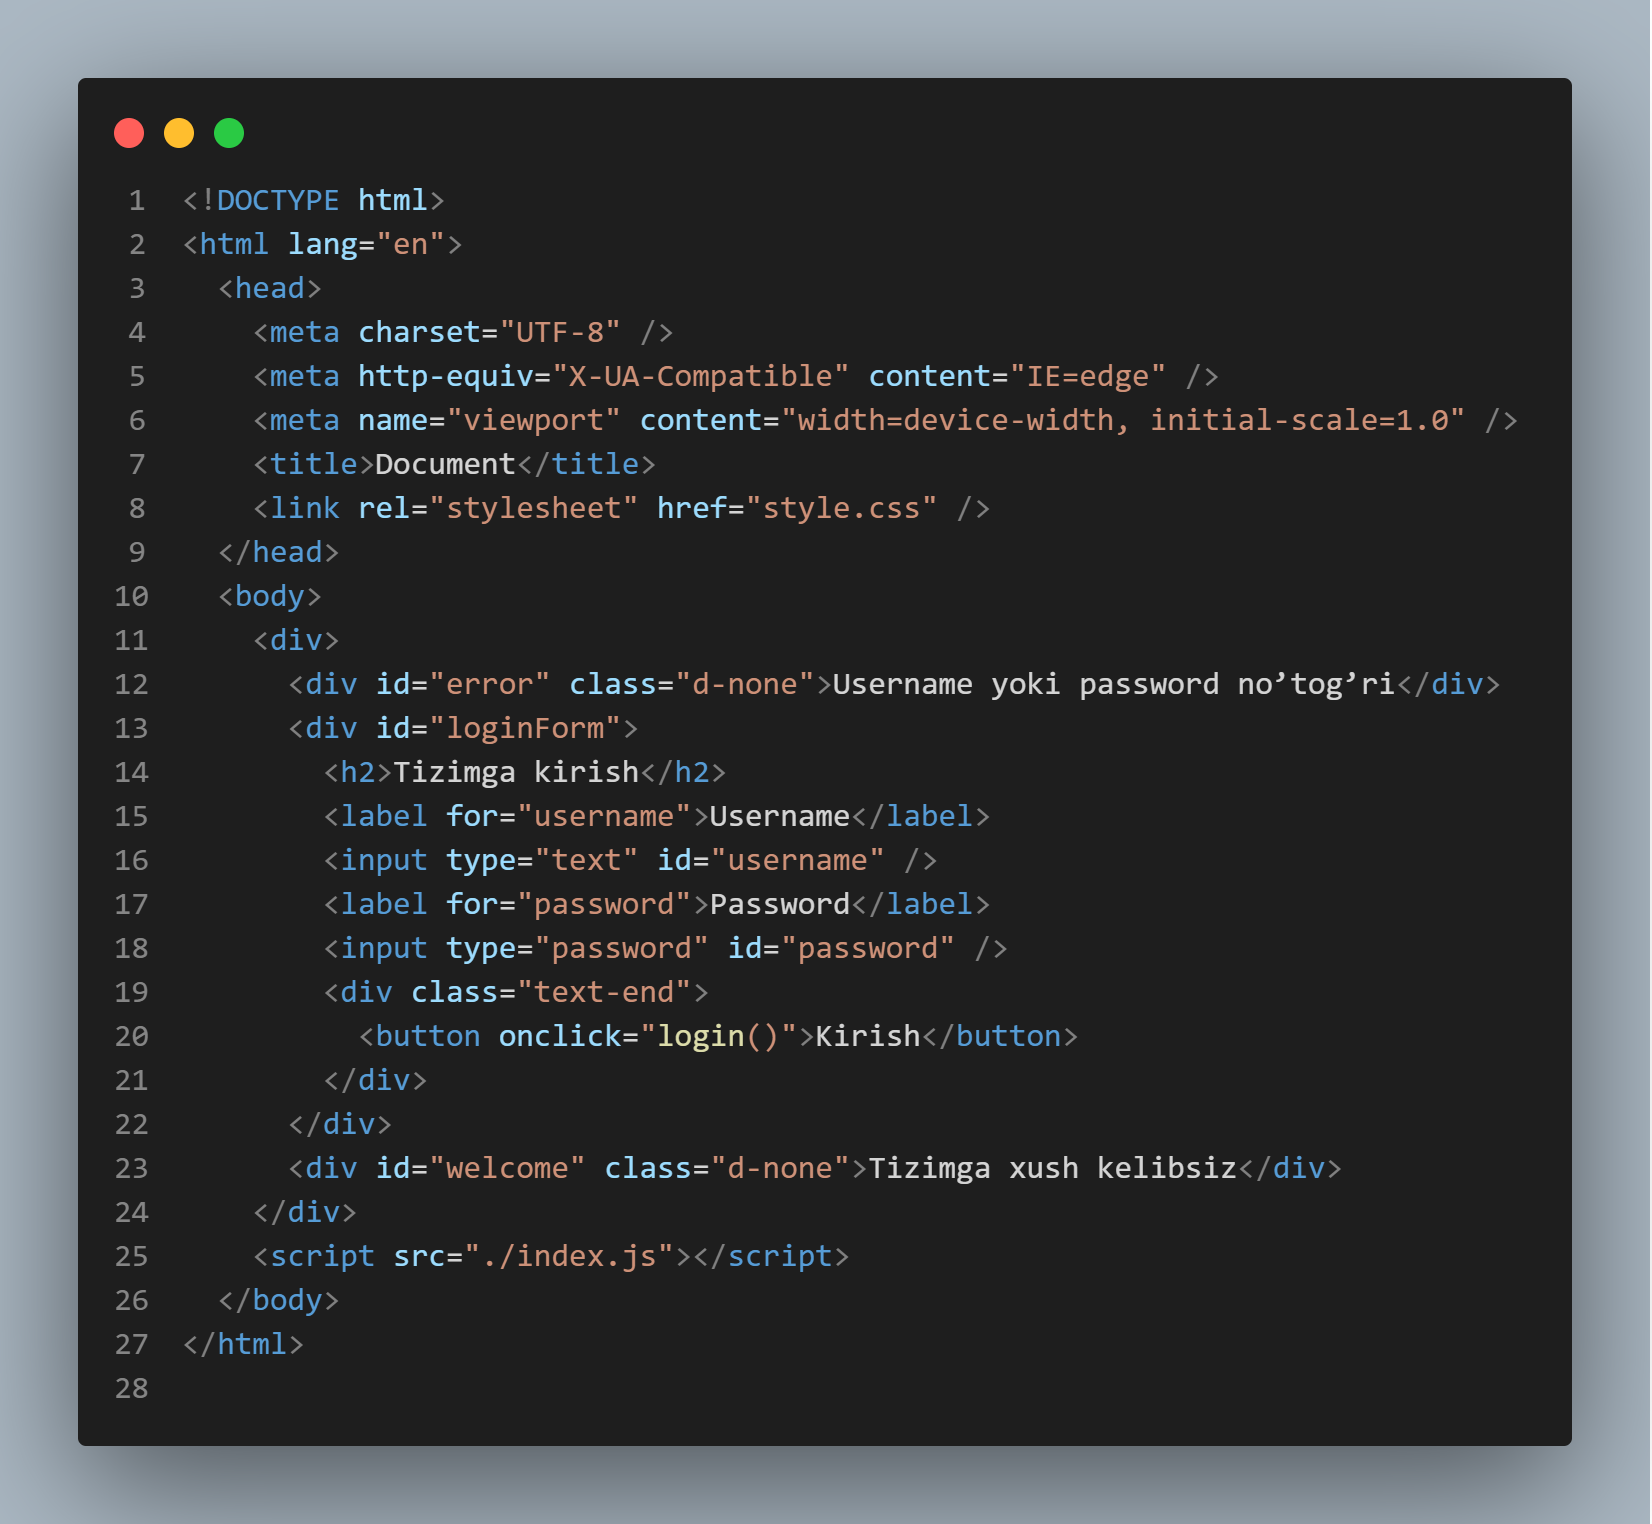 1 <!DOCTYPE html>
2 <html lang="en">
3   <head>
4     <meta charset="UTF-8" />
5     <meta http-equiv="X-UA-Compatible" content="IE=edge" />
6     <meta name="viewport" content="width=device-width, initial-scale=1.0" />
7     <title>Document</title>
8     <link rel="stylesheet" href="style.css" />
9   </head>
10   <body>
11     <div>
12       <div id="error" class="d-none">Username yoki password no’tog’ri</div>
13       <div id="loginForm">
14         <h2>Tizimga kirish</h2>
15         <label for="username">Username</label>
16         <input type="text" id="username" />
17         <label for="password">Password</label>
18         <input type="password" id="password" />
19         <div class="text-end">
20           <button onclick="login()">Kirish</button>
21         </div>
22       </div>
23       <div id="welcome" class="d-none">Tizimga xush kelibsiz</div>
24     </div>
25     <script src="./index.js"></script>
26   </body>
27 </html>
28